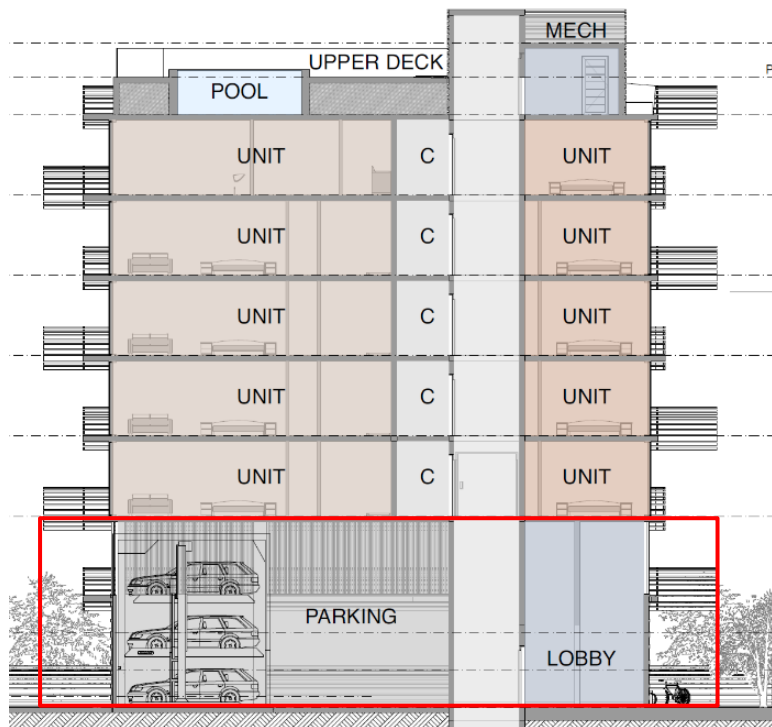 MECH
UPPER DECK
P
POOL
UNIT C UNIT
UNIT C UNIT
UNIT C UNIT
UNIT C UNIT
UNIT C UNIT
PARKING
LOBBY